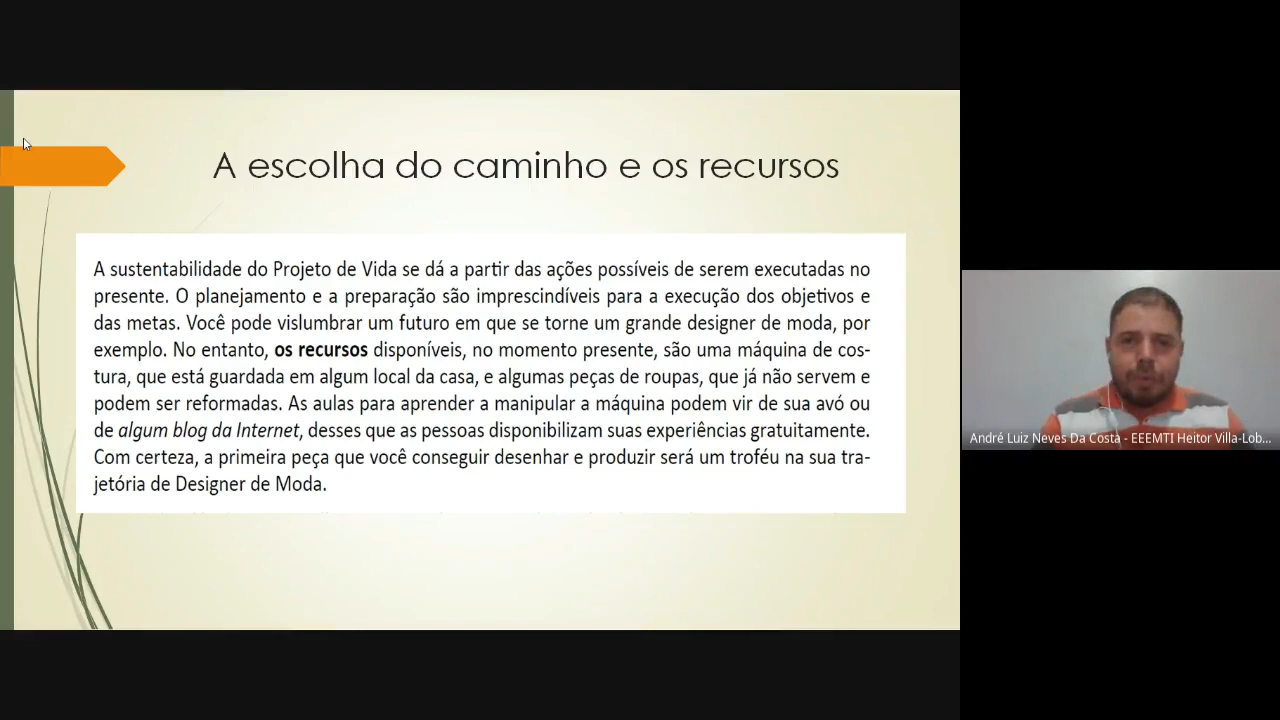 A escolha do caminho e os recursos
A sustentabilidade do Projeto de Vida se dá a partir das ações possíveis de serem executadas no
presente. O planejamento e a preparação são imprescindíveis para a execução dos objetivos e
das metas. Você pode vislumbrar um futuro em que se torne um grande designer de moda, por
exemplo. No entanto, os recursos disponíveis, no momento presente, são uma máquina de cos-
tura, que está guardada em algum local da casa, e algumas peças de roupas, que já não servem e
podem ser reformadas. As aulas para aprender a manipular a máquina podem vir de sua avó ou
de algum blog da Internet, desses que as pessoas disponibilizam suas experiências gratuitamente.
Com certeza, a primeira peça que você conseguir desenhar e produzir será um troféu na sua tra-
jetória de Designer de Moda.
André Luiz Neves Da Costa - EEEMTI Heitor Villa-Lob...